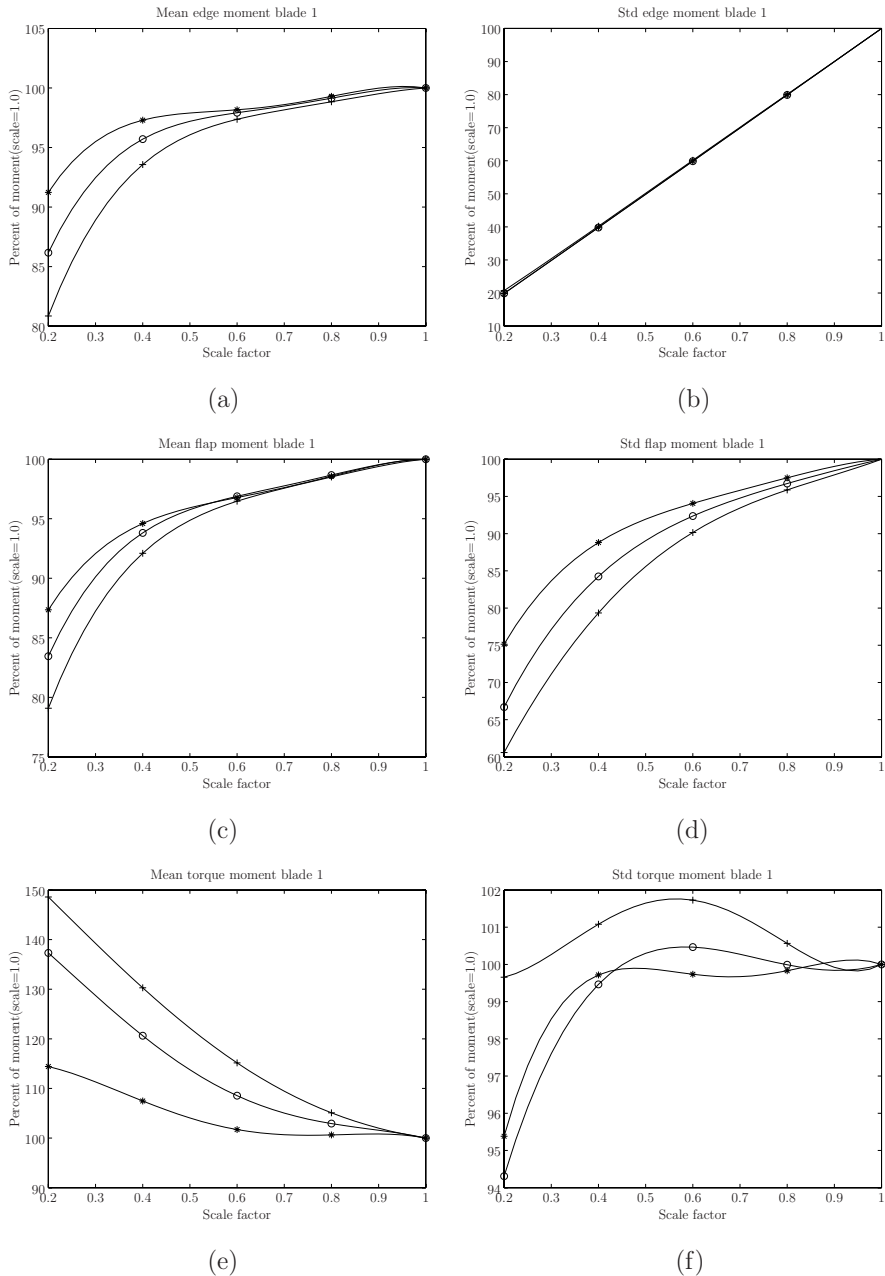 Mean edge moment blade 1
105
100
95
90
85
80
0.2 0.3 0.4 0.5 0.6 0.7 0.8 0.9 1
Scale factor
Percent of moment(scale=1.0)
(a)
Std edge moment blade 1
100
90
80
70
60
50
40
30
20
10
0.2 0.3 0.4 0.5 0.6 0.7 0.8 0.9 1
Scale factor
Percent of moment(scale=1.0)
(b)
Mean flap moment blade 1
100
95
90
85
80
75
0.2 0.3 0.4 0.5 0.6 0.7 0.8 0.9 1
Scale factor
Percent of moment(scale=1.0)
(c)
Std flap moment blade 1
100
95
90
85
80
75
70
65
60
0.2 0.3 0.4 0.5 0.6 0.7 0.8 0.9 1
Scale factor
Percent of moment(scale=1.0)
(d)
Mean torque moment blade 1
150
140
130
120
110
100
90
0.2 0.3 0.4 0.5 0.6 0.7 0.8 0.9 1
Scale factor
Percent of moment(scale=1.0)
(e)
Std torque moment blade 1
102
101
100
99
98
97
96
95
94
0.2 0.3 0.4 0.5 0.6 0.7 0.8 0.9 1
Scale factor
Percent of moment(scale=1.0)
(f)